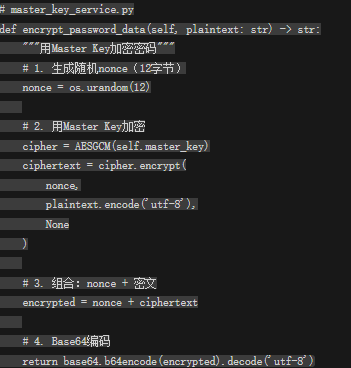 # master_key_service.py
def encrypt_password_data(self, plaintext: str) -> str:
    """用Master Key加密密码"""
    # 1. 生成随机nonce（12字节）
    nonce = os.urandom(12)

    # 2. 用Master Key加密
    cipher = AESGCM(self.master_key)
    ciphertext = cipher.encrypt(
        nonce,
        plaintext.encode('utf-8'),
        None
    )

    # 3. 组合：nonce + 密文
    encrypted = nonce + ciphertext

    # 4. Base64编码
    return base64.b64encode(encrypted).decode('utf-8')